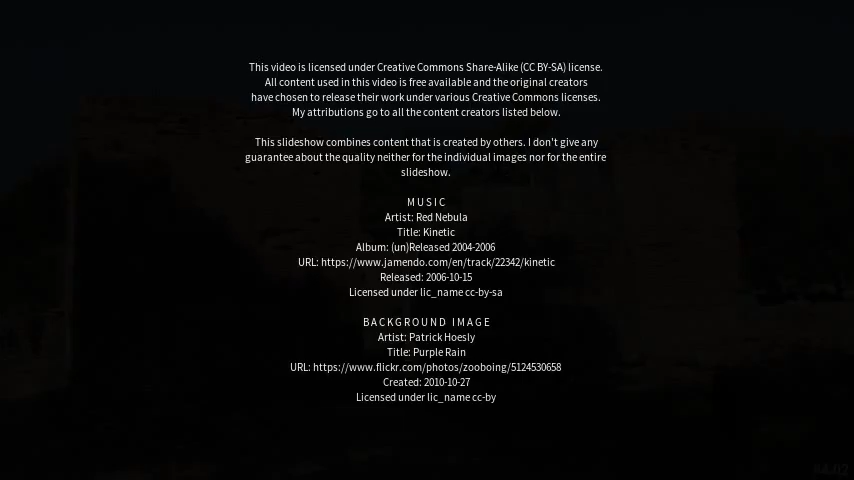 This video is licensed under Creative Commons Share-Alike (CC BY-SA) license.
All content used in this video is free available and the original creators
have chosen to release their work under various Creative Commons licenses.
My attributions go to all the content creators listed below.
This slideshow combines content that is created by others. I don't give any
guarantee about the quality neither for the individual images nor for the entire
slideshow.
MUSIC
Artist: Red Nebula
Title: Kinetic
Album: (un)Released 2004-2006
URL: https://www.jamendo.com/en/track/22342/kinetic
Released: 2006-10-15
Licensed under lic_name cc-by-sa
BACKGROUND IMAGE
Artist: Patrick Hoesly
Title: Purple Rain
URL: https://www.flickr.com/photos/zooboing/5124530658
Created: 2010-10-27
Licensed under lic_name cc-by